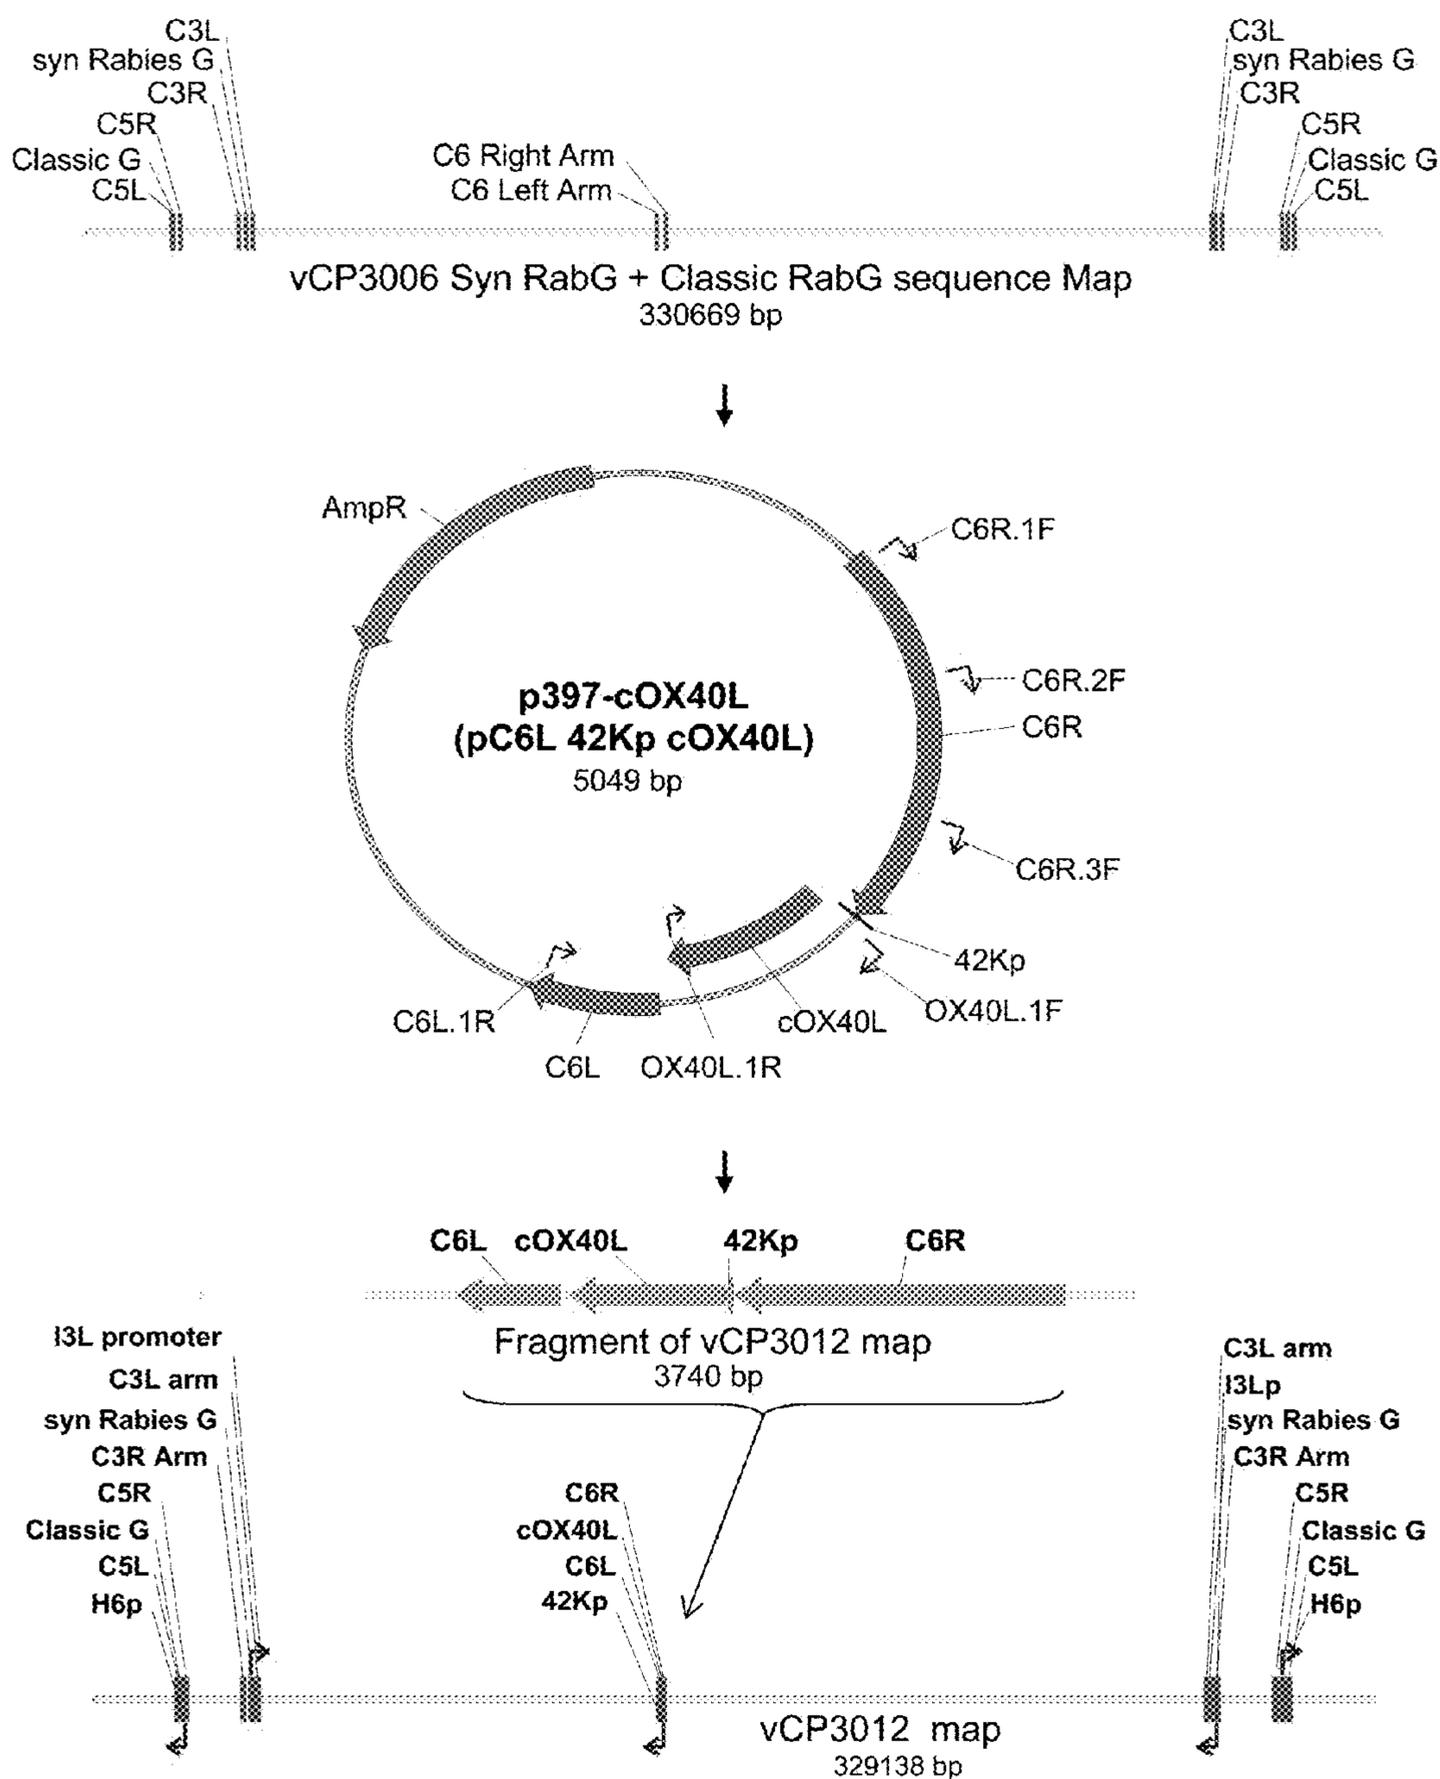 C3L
syn Rabies G
C3R
C5R
Classic G
C5L
C6 Right Arm
C6 Left Arm
C3L
syn Rabies G
C3R
C5R
Classic G
C5L
vCP3006 Syn RabG + Classic RabG sequence Map
330669 bp
AmpR
C6R.1F
C6R.2F
C6R
C6R.3F
42Kp
OX40L.1F
cOX40L
OX40L.1R
C6L
C6L.1R
p397-cOX40L
(pC6L 42Kp cOX40L)
5049 bp
C6L cOX40L 42Kp C6R
Fragment of vCP3012 map
3740 bp
I3L promoter
C3L arm
syn Rabies G
C3R Arm
C5R
Classic G
C5L
H6p
C6R
cOX40L
C6L
42Kp
C3L arm
I3Lp
syn Rabies G
C3R Arm
C5R
Classic G
C5L
H6p
vCP3012 map
329138 bp